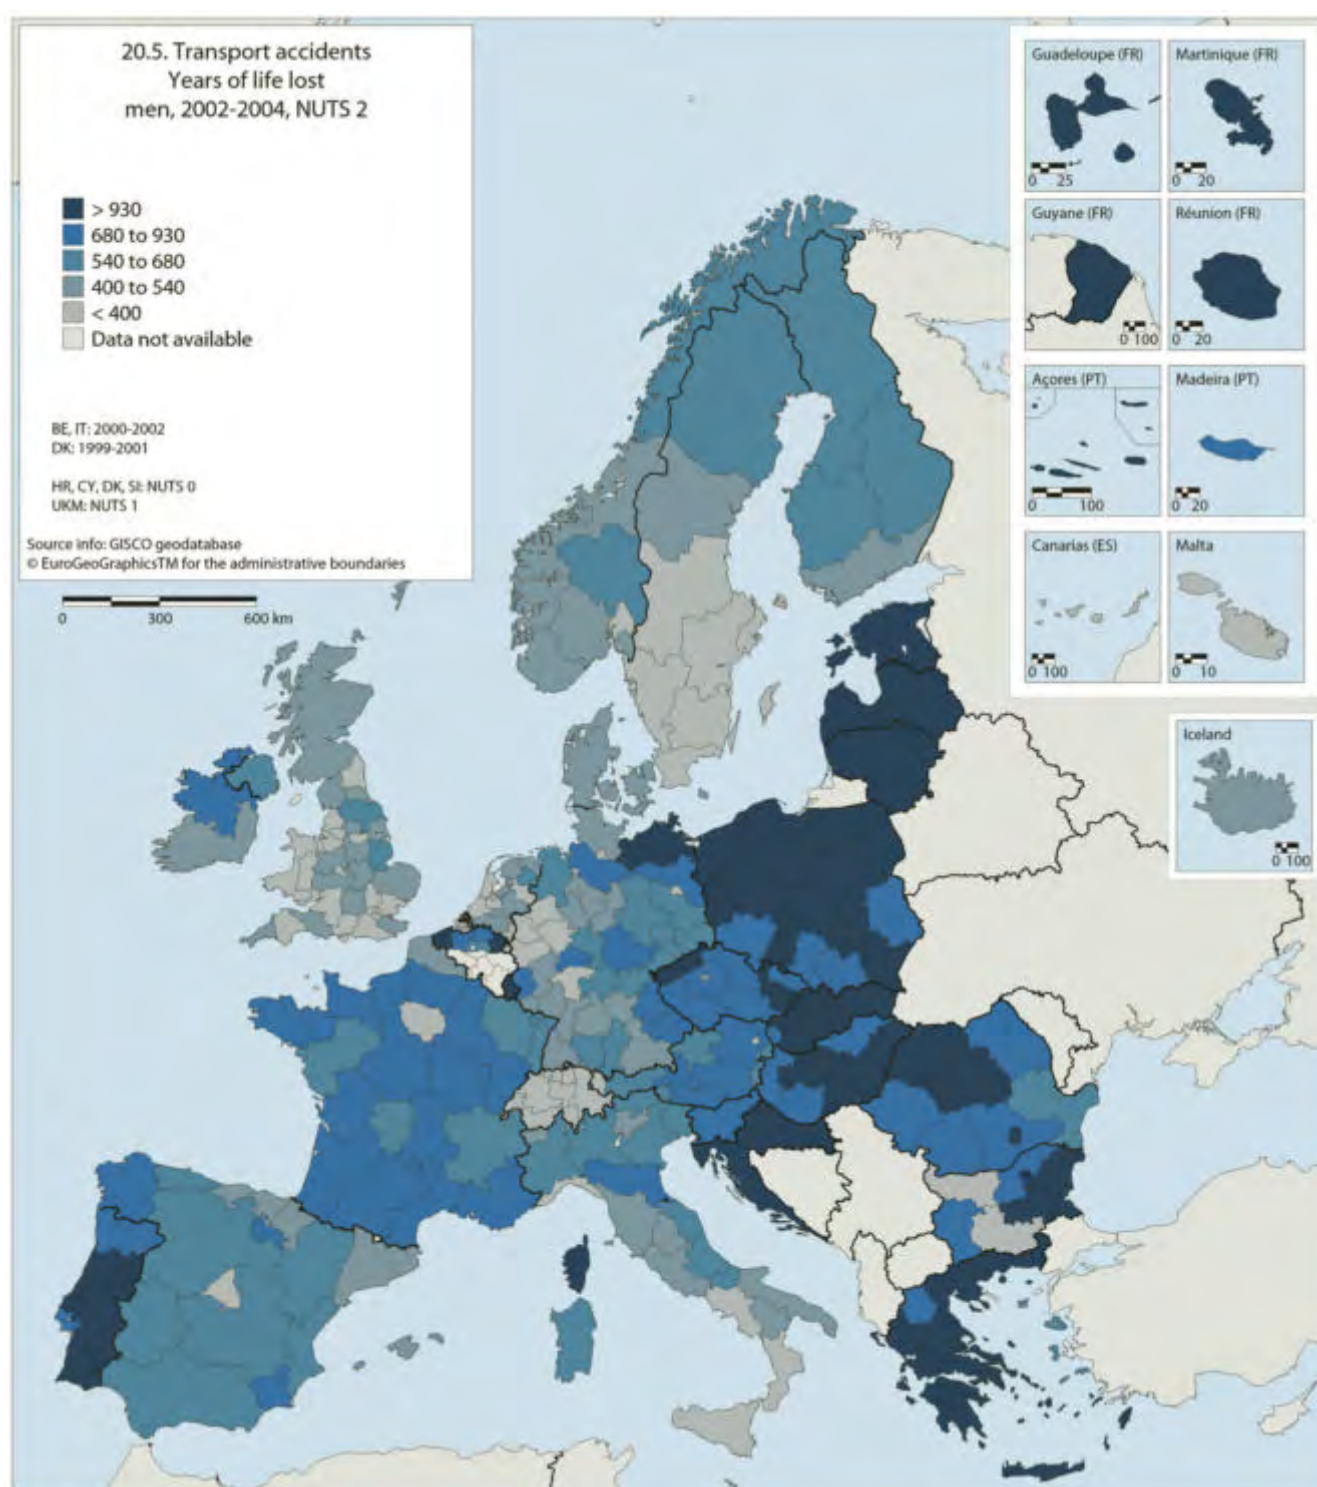 20.5. Transport accidents
Years of life lost
men, 2002-2004, NUTS 2
> 930
680 to 930
540 to 680
400 to 540
< 400
Data not available
BE, IT: 2000-2002
DK: 1999-2001
HR, CY, DK, SI: NUTS 0
UKM: NUTS 1
Source info: GISCO geodatabase
© EuroGeoGraphicsTM for the administrative boundaries
0 300 600 km
Guadeloupe (FR)
0 25
Martinique (FR)
0 20
Guyane (FR)
0 100
Réunion (FR)
0 20
Açores (PT)
0 100
Madeira (PT)
0 20
Canarias (ES)
0 100
Malta
0 10
Iceland
0 100